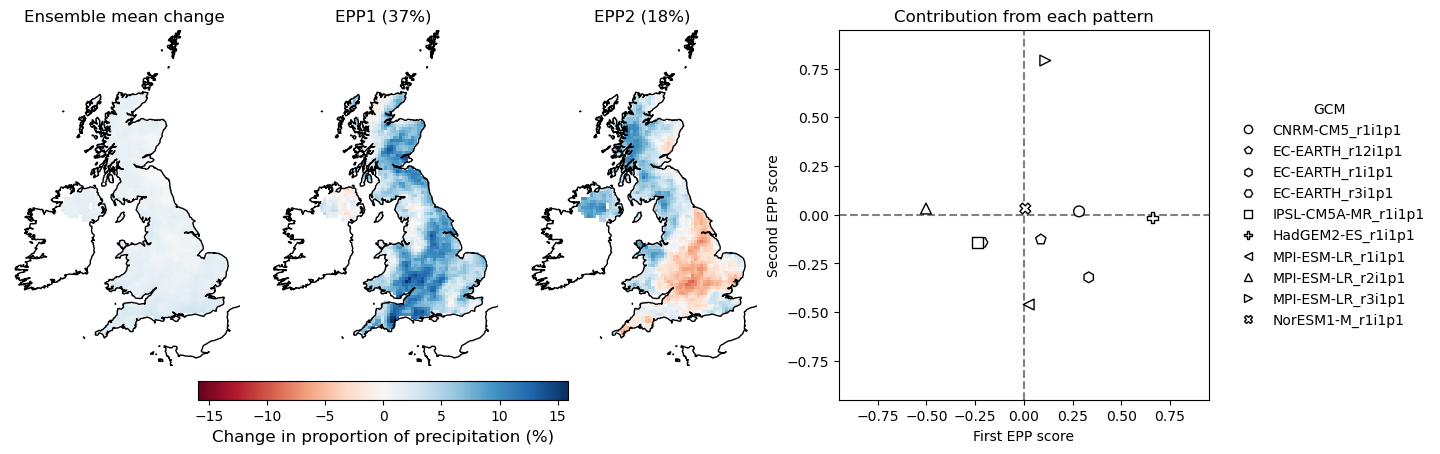 Ensemble mean change
EPP1 (37%)
EPP2 (18%)
−15 −10 −5 0 5 10 15
Change in proportion of precipitation (%)
Contribution from each pattern
Second EPP score
0.75
0.50
0.25
0.00
−0.25
−0.50
−0.75
−0.75 −0.50 −0.25 0.00 0.25 0.50 0.75
First EPP score
GCM
CNRM-CM5_r1i1p1
EC-EARTH_r12i1p1
EC-EARTH_r1i1p1
EC-EARTH_r3i1p1
IPSL-CM5A-MR_r1i1p1
HadGEM2-ES_r1i1p1
MPI-ESM-LR_r1i1p1
MPI-ESM-LR_r2i1p1
MPI-ESM-LR_r3i1p1
NorESM1-M_r1i1p1